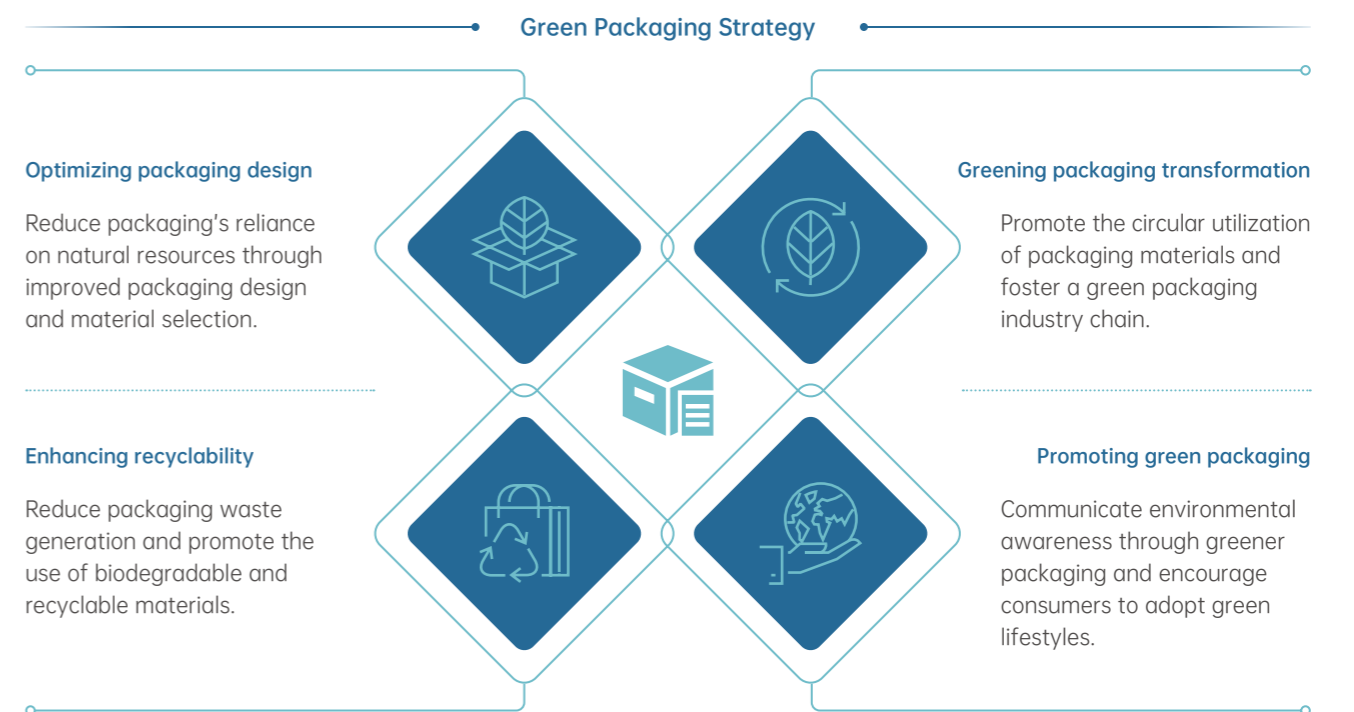 Green Packaging Strategy
Optimizing packaging design
Reduce packaging's reliance
on natural resources through
improved packaging design
and material selection.
Greening packaging transformation
Promote the circular utilization
of packaging materials and
foster a green packaging
industry chain.
Enhancing recyclability
Reduce packaging waste
generation and promote the
use of biodegradable and
recyclable materials.
Promoting green packaging
Communicate environmental
awareness through greener
packaging and encourage
consumers to adopt green
lifestyles.